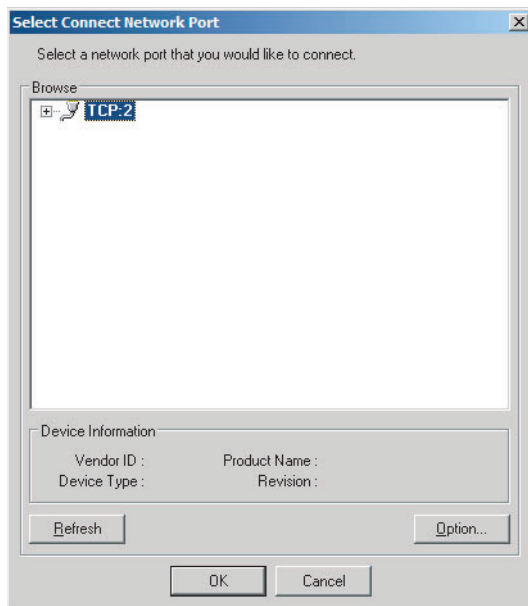 Select Connect Network Port
Select a network port that you would like to connect.
Browse
TCP:2
Device Information
Vendor ID :
Product Name :
Device Type :
Revision :
Refresh
Option...
OK
Cancel